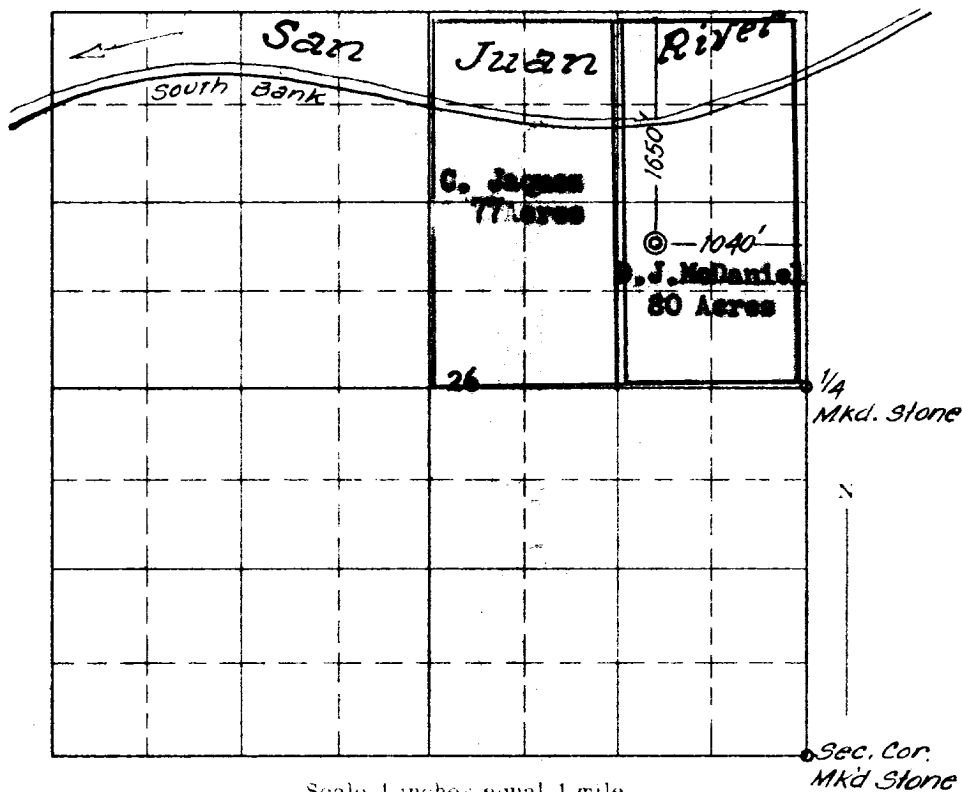 San Juan River
South Bank
1650'
C. Jaques
77 Acres
1040'
D.J.McDaniel
80 Acres
26
1/4
Mkd. Stone
N
Sec. Cor.
Mkd Stone
Scale 4 inches equal 1 mile